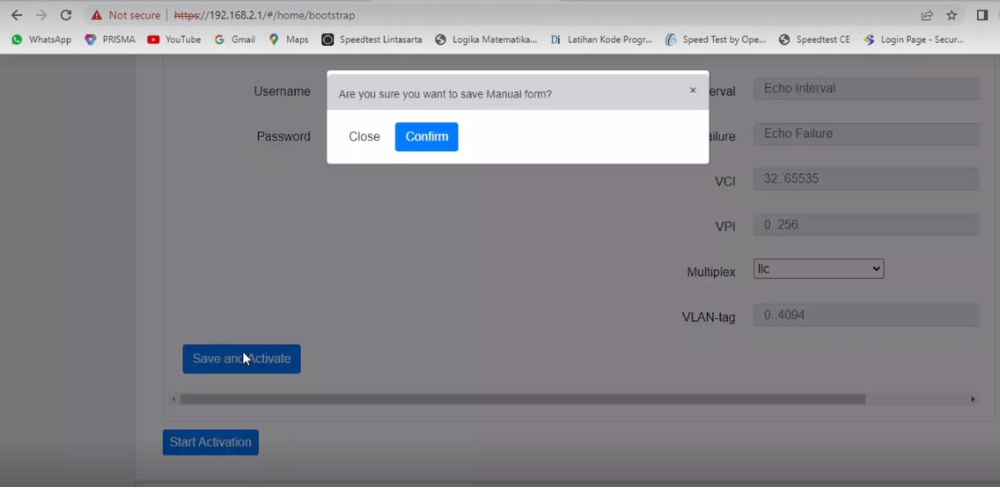 Not secure | https://192.168.2.1/#/home/bootstrap
WhatsApp PRISMA YouTube Gmail Maps Speedtest Lintasarta Logika Matematika... Di Latihan Kode Progr... Speed Test by Ope... Speedtest CE Login Page - Secur...
Are you sure you want to save Manual form? ×
Close Confirm
Username
Password
erval Echo Interval
ailure Echo Failure
VCI 32..65535
VPI 0..256
Multiplex llc
VLAN-tag 0..4094
Save and Activate
Start Activation